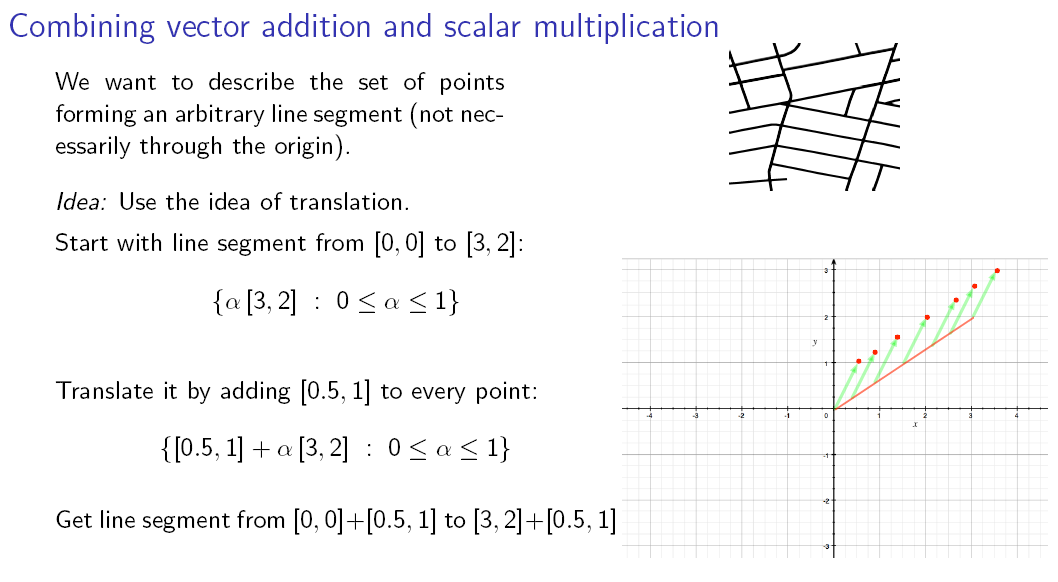 Combining vector addition and scalar multiplication
We want to describe the set of points
forming an arbitrary line segment (not nec-
essarily through the origin).
Idea: Use the idea of translation.
Start with line segment from [0, 0] to [3, 2]:
{α [3, 2] : 0 ≤ α ≤ 1}
Translate it by adding [0.5, 1] to every point:
{[0.5, 1] + α [3, 2] : 0 ≤ α ≤ 1}
Get line segment from [0, 0]+[0.5, 1] to [3, 2]+[0.5, 1]
3
2
y
1
-4 -3 -2 -1 0 1 2 3 4
x
-1
-2
-3